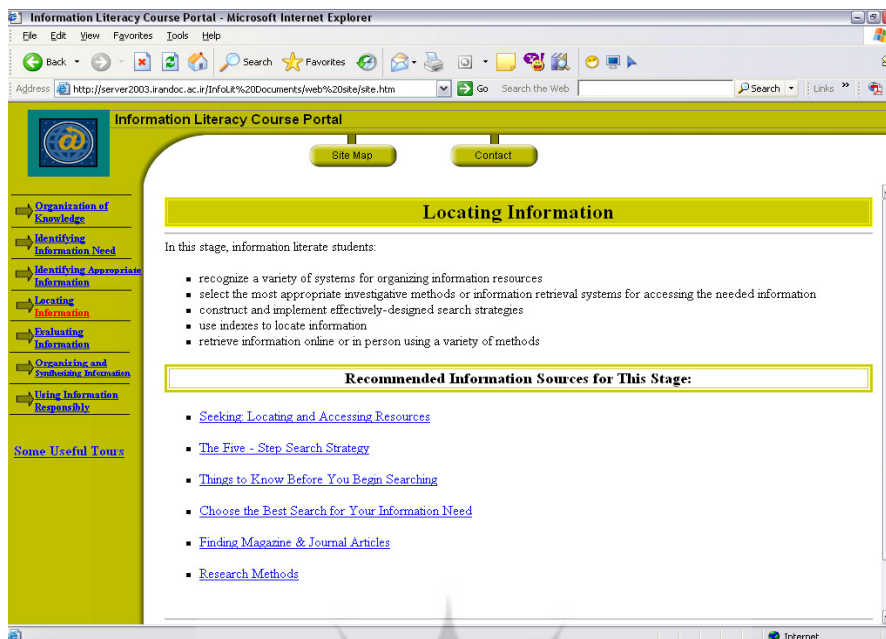 Information Literacy Course Portal - Microsoft Internet Explorer
File Edit View Favorites Tools Help
Back Search Favorites
Address http://server2003.irandoc.ac.ir/InfoLit%20Documents/web%20site/site.htm Go Search the Web Search Links »
Information Literacy Course Portal
Site Map Contact
Organization of
Knowledge
Identifying
Information Need
Identifying Appropriate
Information
Locating
Information
Evaluating
Information
Organizing and
Synthesizing Information
Using Information
Responsibly
Some Useful Tours
Locating Information
In this stage, information literate students:
▪ recognize a variety of systems for organizing information resources
▪ select the most appropriate investigative methods or information retrieval systems for accessing the needed information
▪ construct and implement effectively-designed search strategies
▪ use indexes to locate information
▪ retrieve information online or in person using a variety of methods
Recommended Information Sources for This Stage:
▪ Seeking: Locating and Accessing Resources
▪ The Five - Step Search Strategy
▪ Things to Know Before You Begin Searching
▪ Choose the Best Search for Your Information Need
▪ Finding Magazine & Journal Articles
▪ Research Methods
Internet